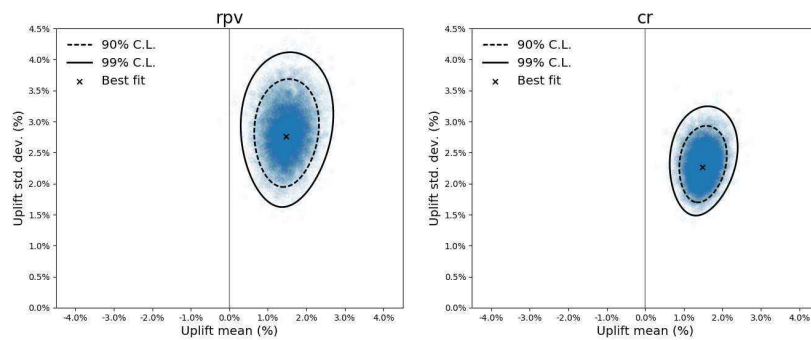 rpv
4.5%
4.0%
3.5%
3.0%
2.5%
2.0%
1.5%
1.0%
0.5%
0.0%
Uplift std. dev. (%)
90% C.L.
99% C.L.
Best fit
-4.0% -3.0% -2.0% -1.0% 0.0% 1.0% 2.0% 3.0% 4.0%
Uplift mean (%)
cr
4.5%
4.0%
3.5%
3.0%
2.5%
2.0%
1.5%
1.0%
0.5%
0.0%
Uplift std. dev. (%)
90% C.L.
99% C.L.
Best fit
-4.0% -3.0% -2.0% -1.0% 0.0% 1.0% 2.0% 3.0% 4.0%
Uplift mean (%)